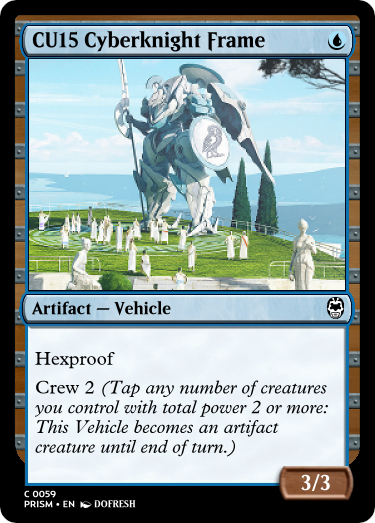 CU15 Cyberknight Frame
Artifact — Vehicle
Hexproof
Crew 2 (Tap any number of creatures
you control with total power 2 or more:
This Vehicle becomes an artifact
creature until end of turn.)
3/3
C 0059
PRISM • EN DOFRESH